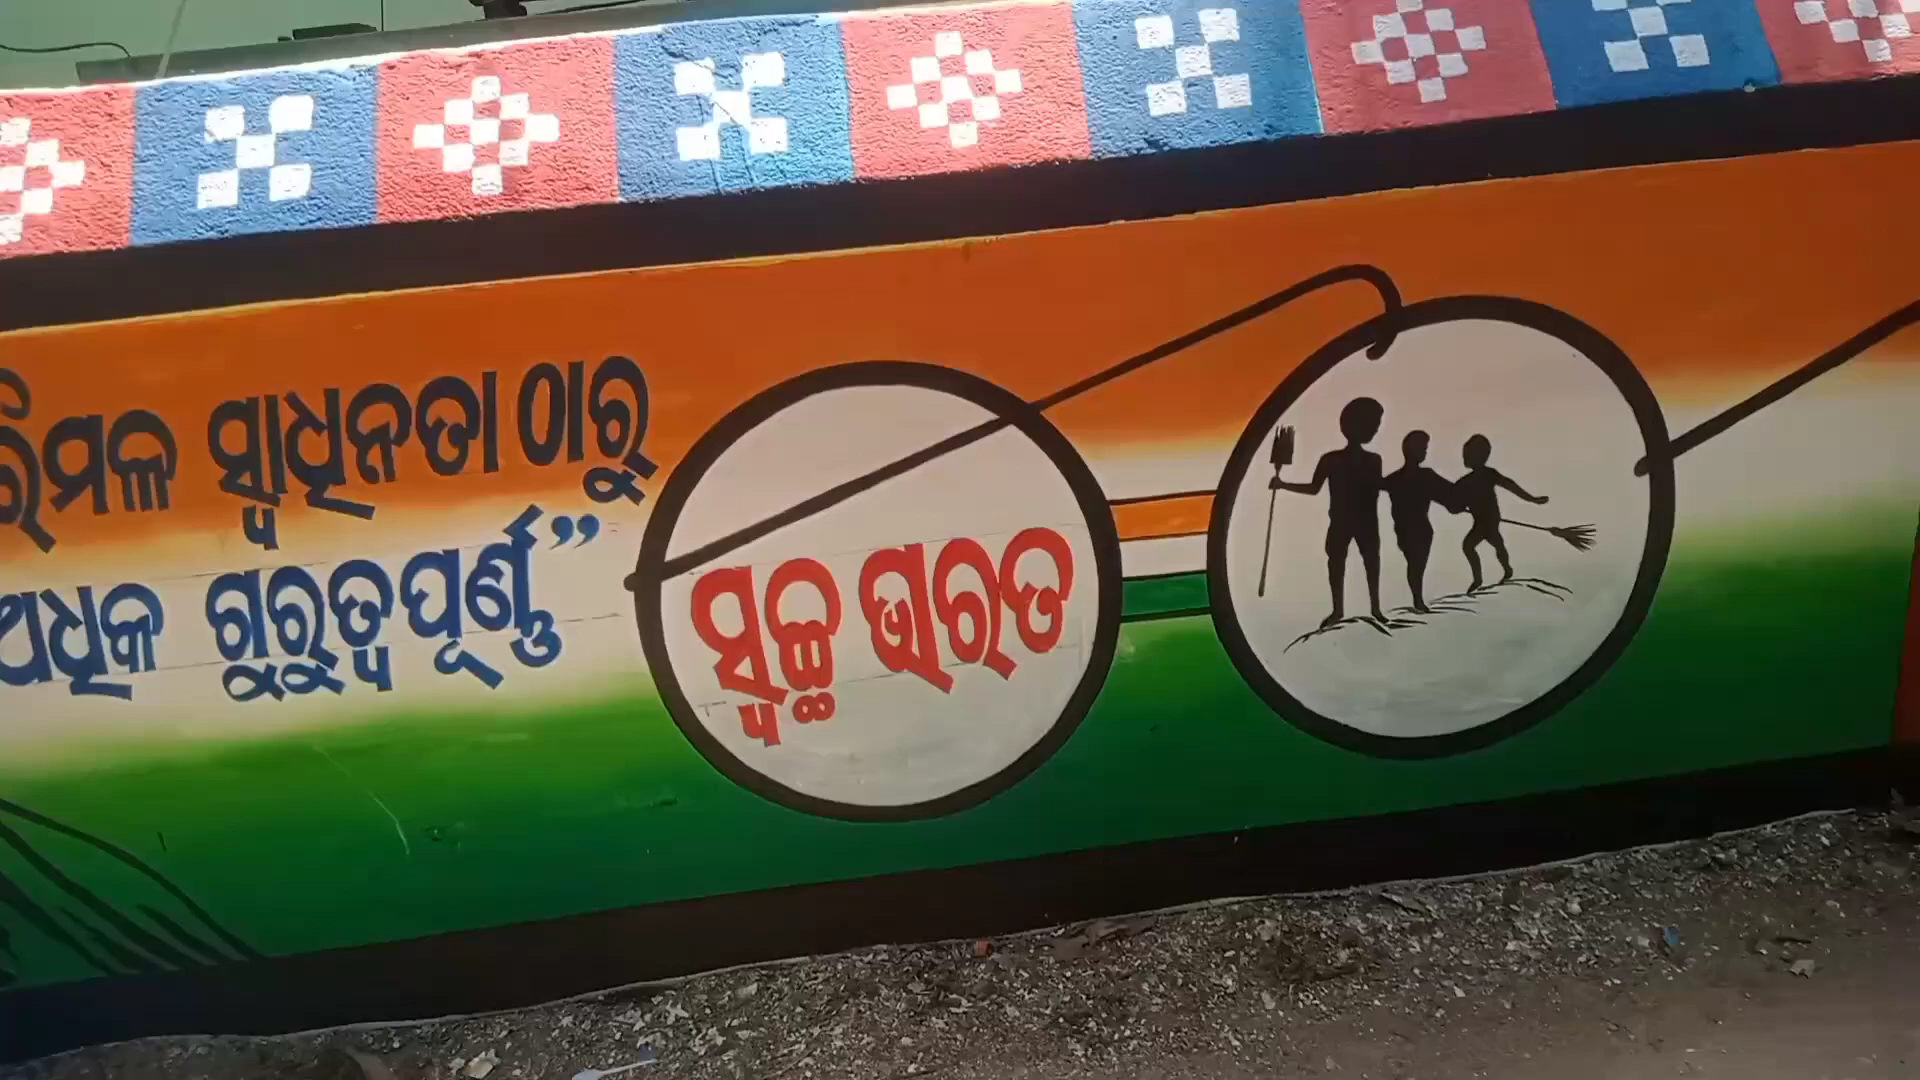 ରିମଳ ସ୍ୱାଧିନତା ଠାରୁ
ଅଧିକ ଗୁରୁତ୍ୱପୂର୍ଣ୍ଣ”
ସ୍ୱଚ୍ଛ ଭାରତ